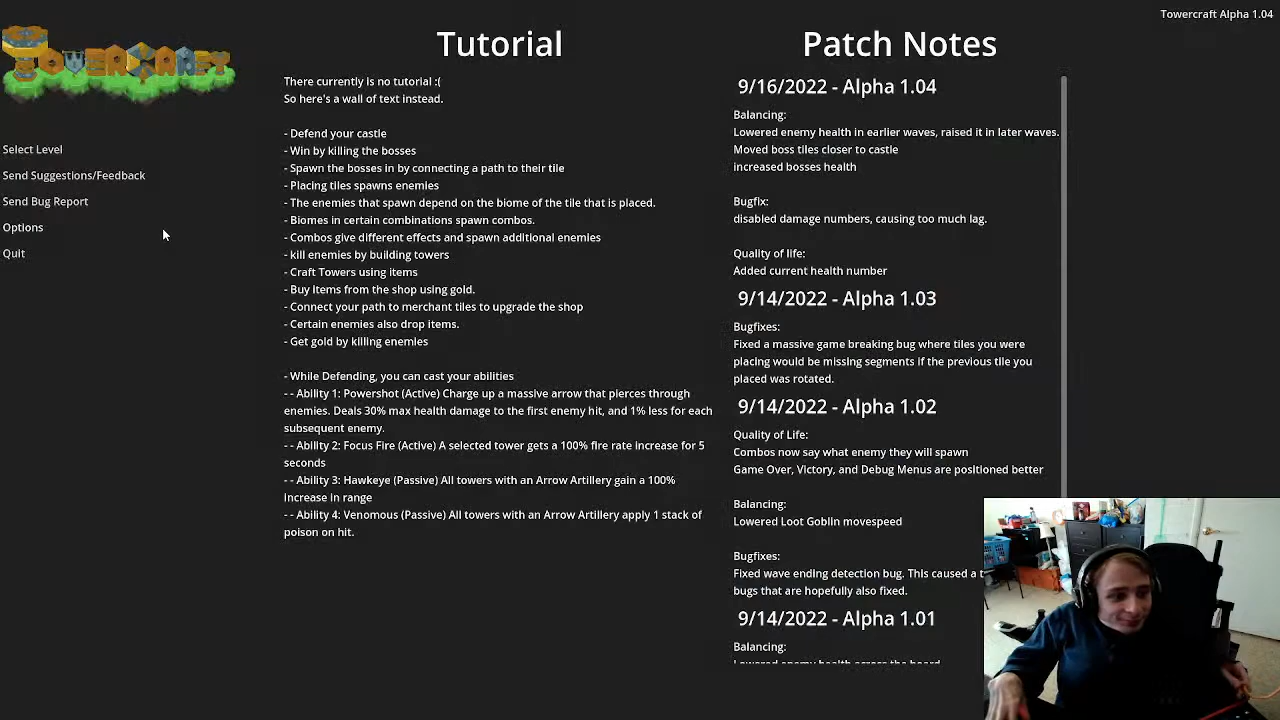 Towercraft Alpha 1.04
TOWERCRAFT
Select Level
Send Suggestions/Feedback
Send Bug Report
Options
Quit
Tutorial
There currently is no tutorial :(
So here's a wall of text instead.
- Defend your castle
- Win by killing the bosses
- Spawn the bosses in by connecting a path to their tile
- Placing tiles spawns enemies
- The enemies that spawn depend on the biome of the tile that is placed.
- Biomes in certain combinations spawn combos.
- Combos give different effects and spawn additional enemies
- kill enemies by building towers
- Craft Towers using items
- Buy items from the shop using gold.
- Connect your path to merchant tiles to upgrade the shop
- Certain enemies also drop items.
- Get gold by killing enemies
- While Defending, you can cast your abilities
- - Ability 1: Powershot (Active) Charge up a massive arrow that pierces through
enemies. Deals 30% max health damage to the first enemy hit, and 1% less for each
subsequent enemy.
- - Ability 2: Focus Fire (Active) A selected tower gets a 100% fire rate increase for 5
seconds
- - Ability 3: Hawkeye (Passive) All towers with an Arrow Artillery gain a 100%
increase in range
- - Ability 4: Venomous (Passive) All towers with an Arrow Artillery apply 1 stack of
poison on hit.
Patch Notes
9/16/2022 - Alpha 1.04
Balancing:
Lowered enemy health in earlier waves, raised it in later waves.
Moved boss tiles closer to castle
increased bosses health
Bugfix:
disabled damage numbers, causing too much lag.
Quality of life:
Added current health number
9/14/2022 - Alpha 1.03
Bugfixes:
Fixed a massive game breaking bug where tiles you were
placing would be missing segments if the previous tile you
placed was rotated.
9/14/2022 - Alpha 1.02
Quality of Life:
Combos now say what enemy they will spawn
Game Over, Victory, and Debug Menus are positioned better
Balancing:
Lowered Loot Goblin movespeed
Bugfixes:
Fixed wave ending detection bug. This caused a
bugs that are hopefully also fixed.
9/14/2022 - Alpha 1.01
Balancing:
Lowered enemy health across the board